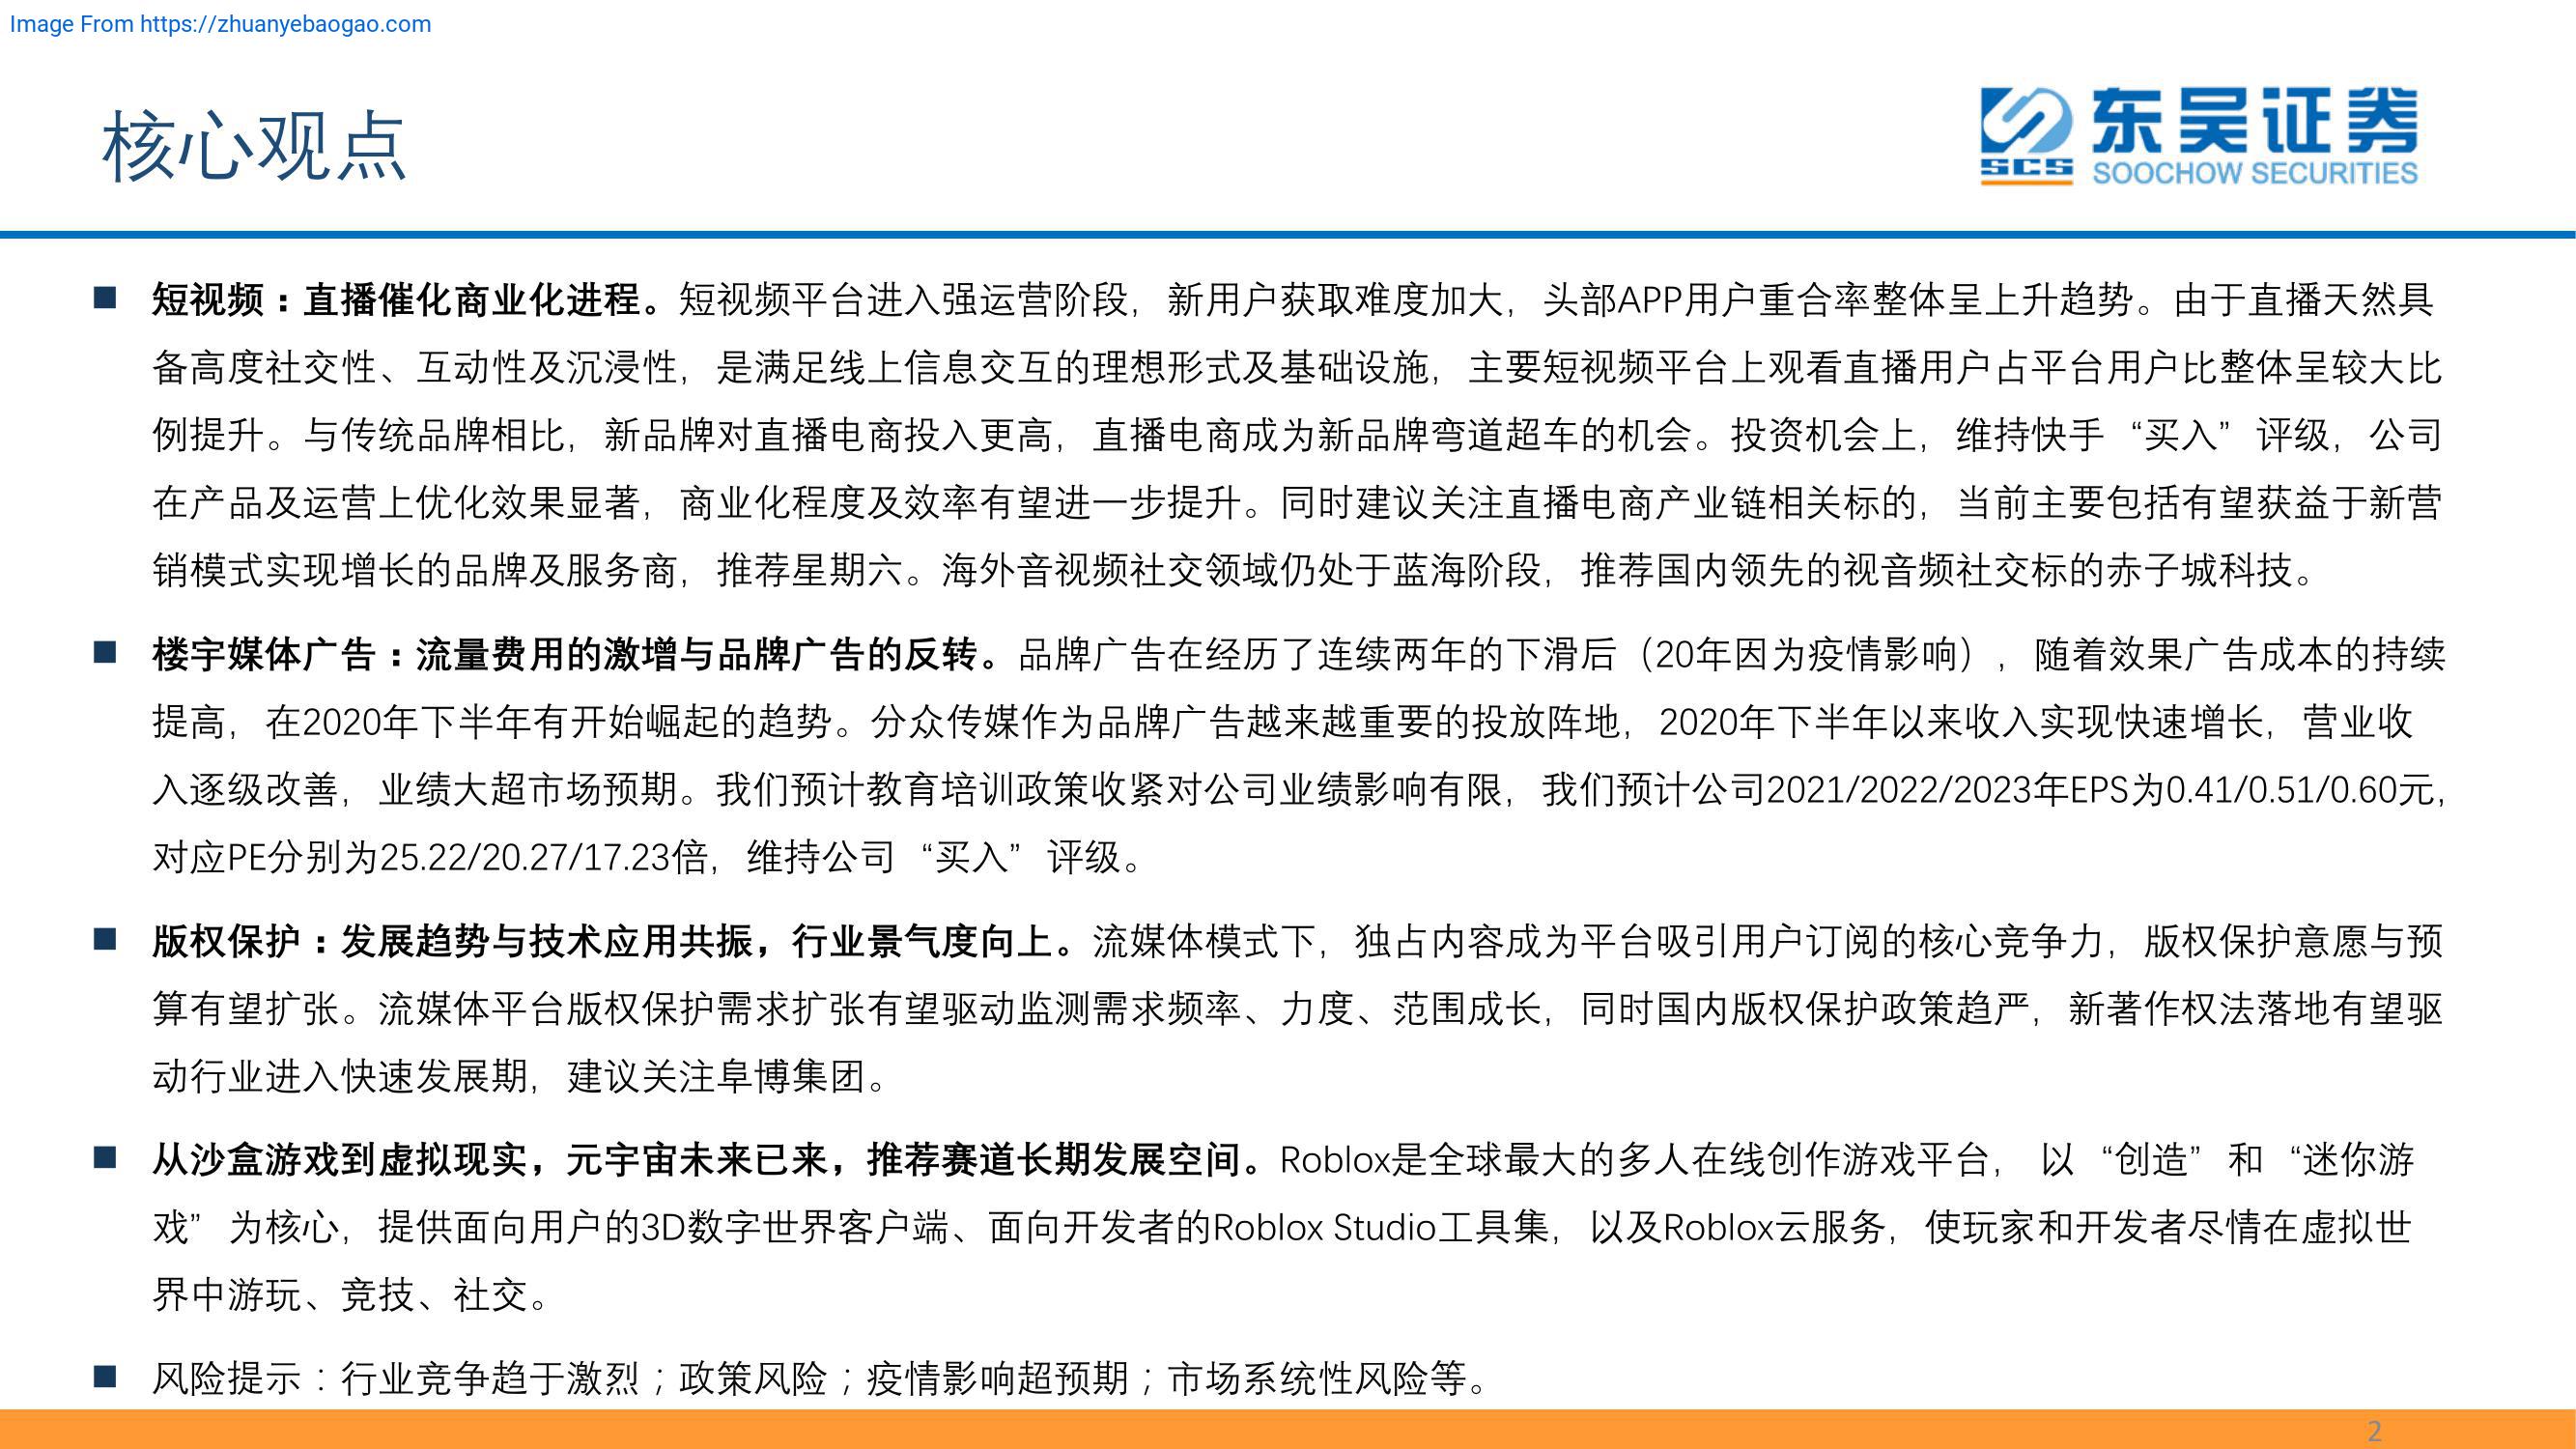 Image From https://zhuanyebaogao.com
核心观点
东吴证券
SCS
SOOCHOW SECURITIES
■ 短视频：直播催化商业化进程。短视频平台进入强运营阶段，新用户获取难度加大，头部APP用户重合率整体呈上升趋势。由于直播天然具
备高度社交性、互动性及沉浸性，是满足线上信息交互的理想形式及基础设施，主要短视频平台上观看直播用户占平台用户比整体呈较大比
例提升。与传统品牌相比，新品牌对直播电商投入更高，直播电商成为新品牌弯道超车的机会。投资机会上，维持快手“买入”评级，公司
在产品及运营上优化效果显著，商业化程度及效率有望进一步提升。同时建议关注直播电商产业链相关标的，当前主要包括有望获益于新营
销模式实现增长的品牌及服务商，推荐星期六。海外音视频社交领域仍处于蓝海阶段，推荐国内领先的视音频社交标的赤子城科技。
■ 楼宇媒体广告：流量费用的激增与品牌广告的反转。品牌广告在经历了连续两年的下滑后（20年因为疫情影响），随着效果广告成本的持续
提高，在2020年下半年有开始崛起的趋势。分众传媒作为品牌广告越来越重要的投放阵地，2020年下半年以来收入实现快速增长，营业收
入逐级改善，业绩大超市场预期。我们预计教育培训政策收紧对公司业绩影响有限，我们预计公司2021/2022/2023年EPS为0.41/0.51/0.60元，
对应PE分别为25.22/20.27/17.23倍，维持公司“买入”评级。
■ 版权保护：发展趋势与技术应用共振，行业景气度向上。流媒体模式下，独占内容成为平台吸引用户订阅的核心竞争力，版权保护意愿与预
算有望扩张。流媒体平台版权保护需求扩张有望驱动监测需求频率、力度、范围成长，同时国内版权保护政策趋严，新著作权法落地有望驱
动行业进入快速发展期，建议关注阜博集团。
■ 从沙盒游戏到虚拟现实，元宇宙未来已来，推荐赛道长期发展空间。Roblox是全球最大的多人在线创作游戏平台， 以“创造”和“迷你游
戏”为核心，提供面向用户的3D数字世界客户端、面向开发者的Roblox Studio工具集，以及Roblox云服务，使玩家和开发者尽情在虚拟世
界中游玩、竞技、社交。
■ 风险提示：行业竞争趋于激烈；政策风险；疫情影响超预期；市场系统性风险等。
2